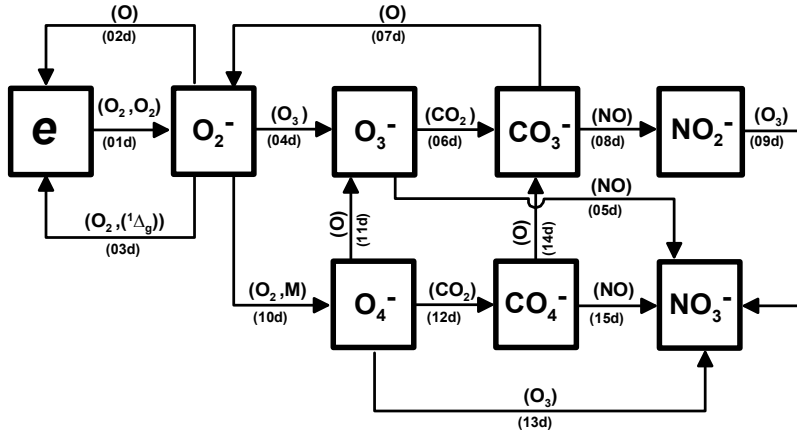 (O)
(02d)
(O)
(07d)
e
(O₂ ,O₂)
(01d)
O₂⁻
(O₃)
(04d)
O₃⁻
(CO₂)
(06d)
CO₃⁻
(NO)
(08d)
NO₂⁻
(O₃)
(09d)
(O₂ ,(¹Δg))
(03d)
(O)
(11d)
(O)
(14d)
(NO)
(05d)
(O₂ ,M)
(10d)
O₄⁻
(CO₂)
(12d)
CO₄⁻
(NO)
(15d)
NO₃⁻
(O₃)
(13d)